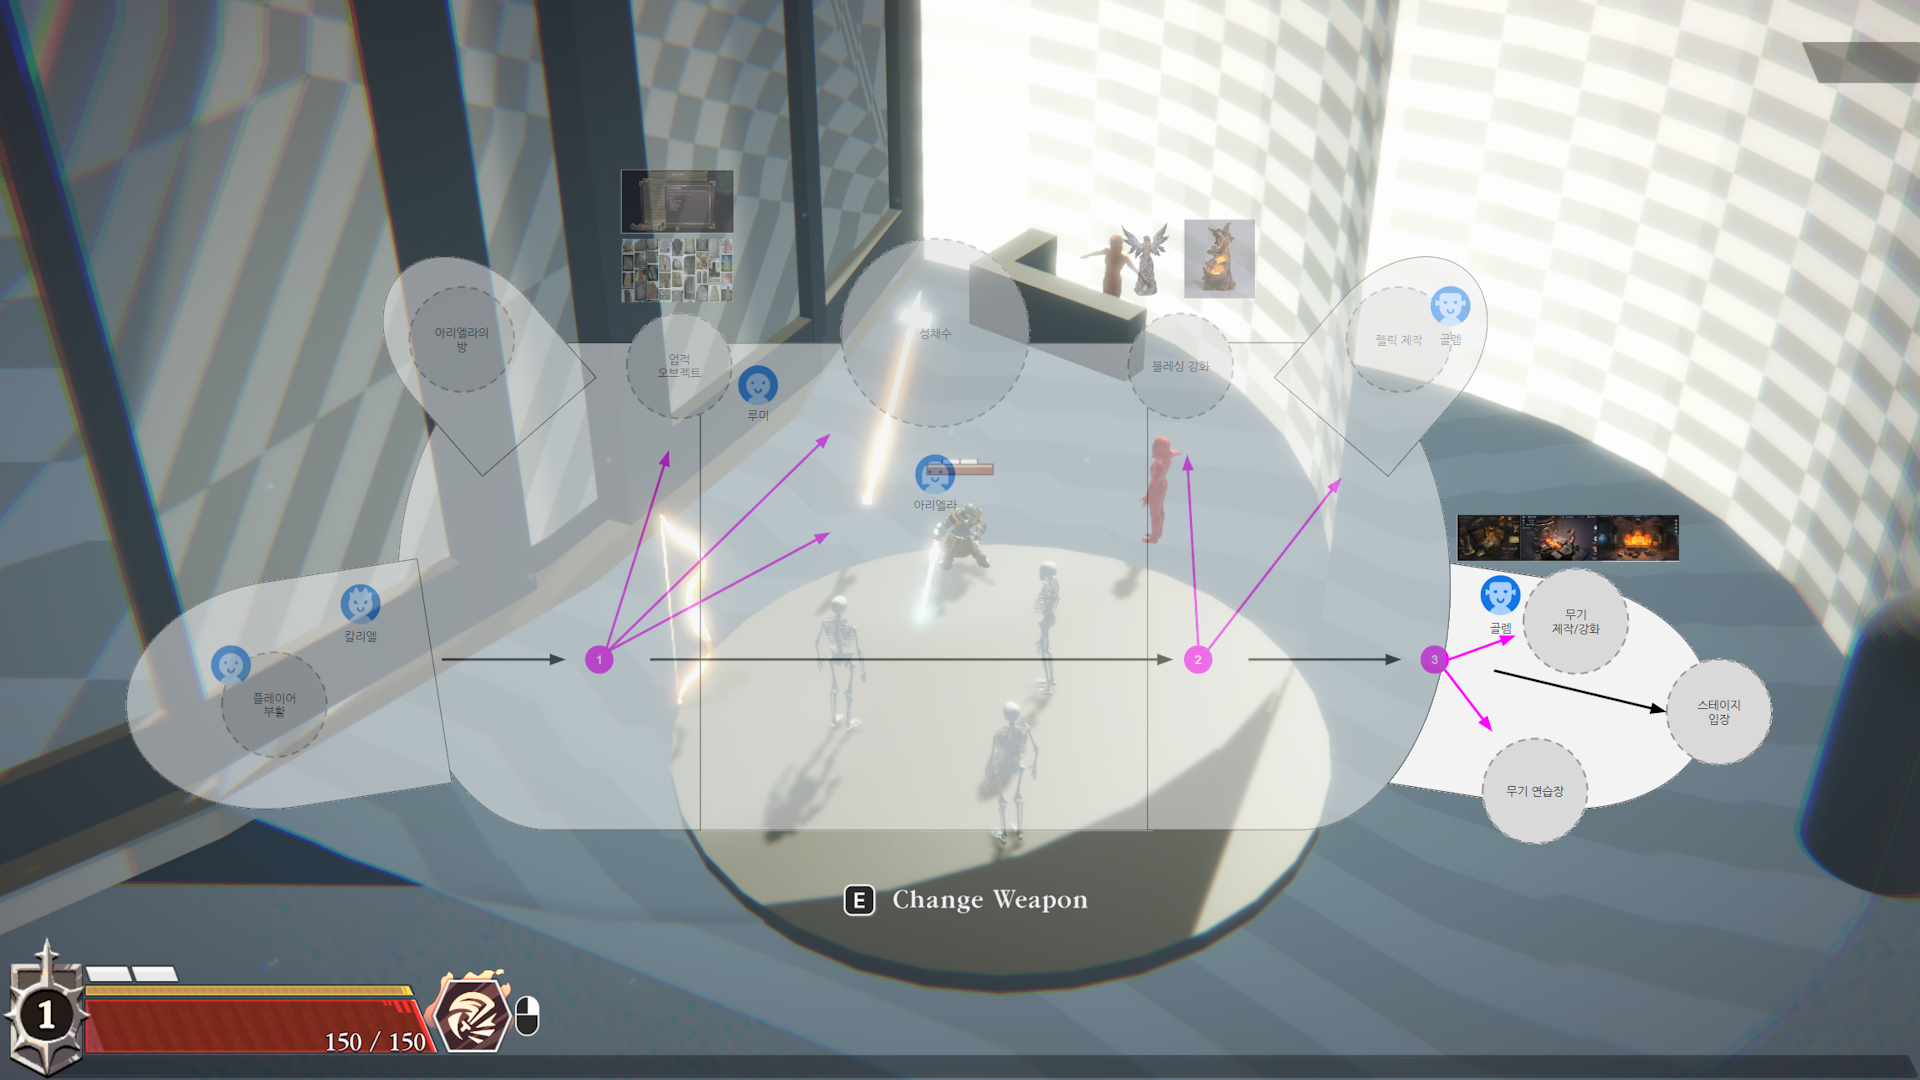 아리엘라의
방
업적
오브젝트
루미
성채수
아리엘라
블레싱 강화
렐릭 제작
골렘
칼리엘
플레이어
부활
1
2
3
골렘
무기
제작/강화
스테이지
입장
무기 연습장
E Change Weapon
1
150 / 150